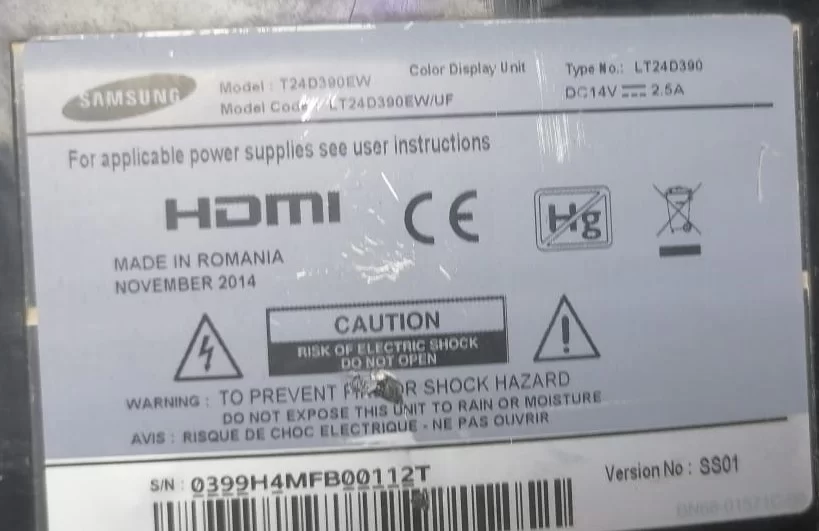 SAMSUNG
Model : T24D390EW
Color Display Unit
Type No.: LT24D390
Model Code : LT24D390EW/UF
DC14V 2.5A
For applicable power supplies see user instructions
HDMI
CE
Hg
MADE IN ROMANIA
NOVEMBER 2014
CAUTION
RISK OF ELECTRIC SHOCK
DO NOT OPEN
WARNING : TO PREVENT OR SHOCK HAZARD
DO NOT EXPOSE THIS UNIT TO RAIN OR MOISTURE
AVIS : RISQUE DE CHOC ELECTRIQUE - NE PAS OUVRIR
S/N : 0399H4MFB00112T
Version No : SS01